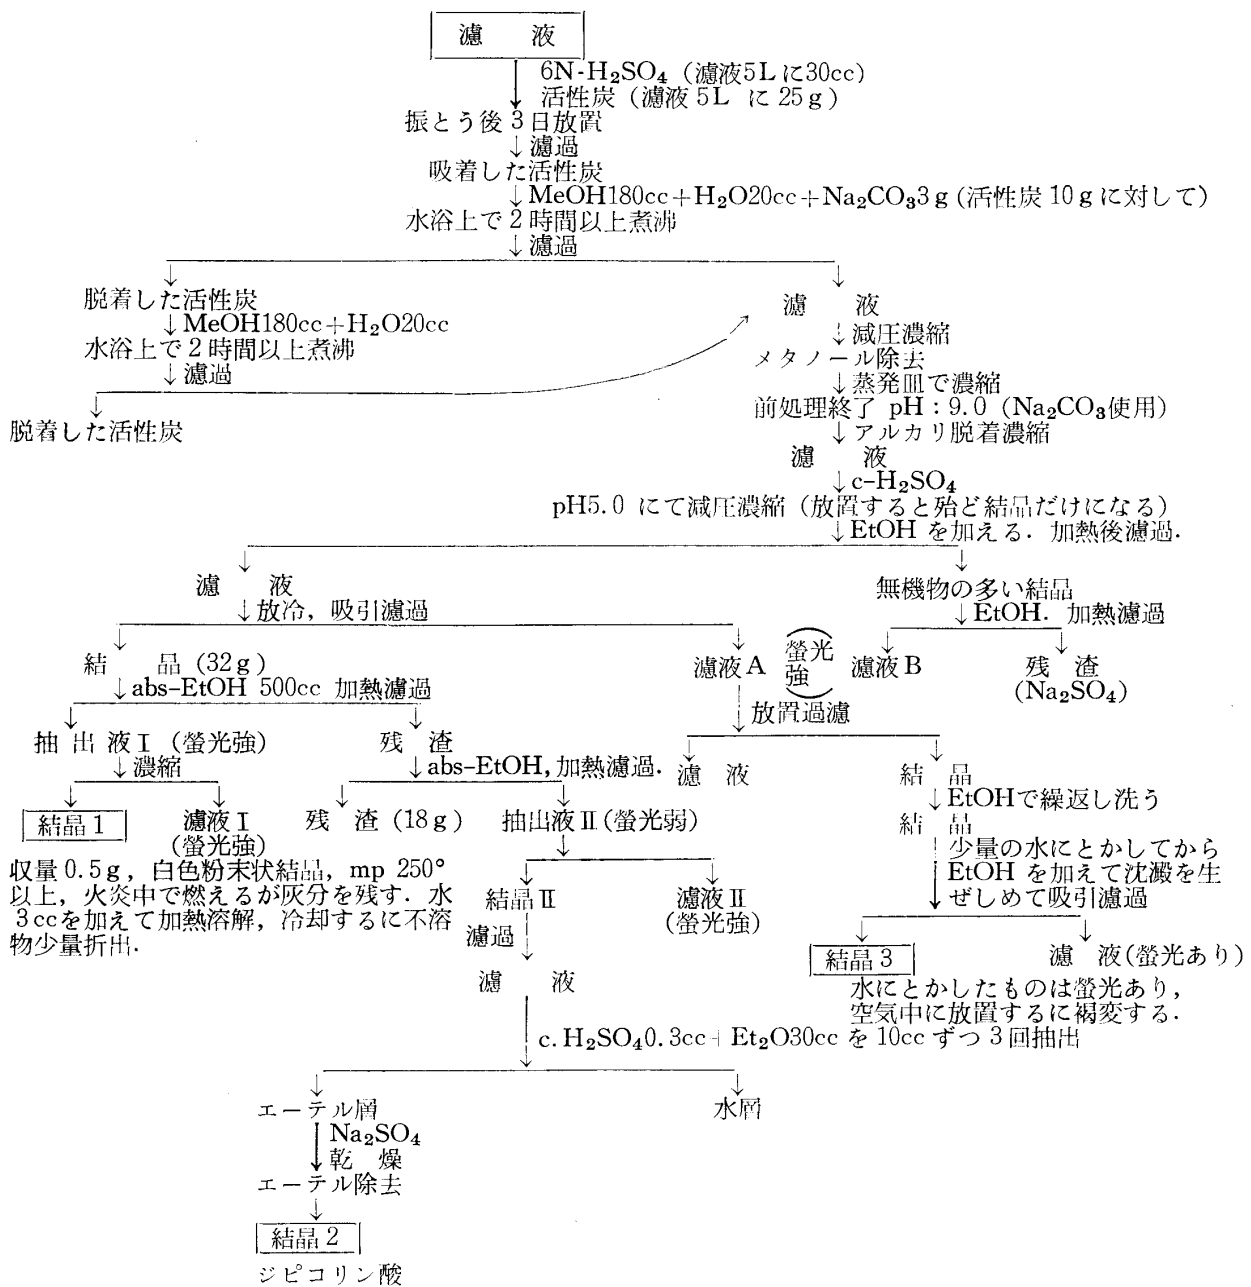 濾 液
6N-H₂SO₄ (濾液5Lに30cc)
活性炭 (濾液 5L に 25g)
振とう後 3 日放置
↓濾過
吸着した活性炭
↓MeOH180cc+H₂O20cc+Na₂CO₃3g (活性炭 10g に対して)
水浴上で 2 時間以上煮沸
↓濾過
脱着した活性炭
↓MeOH180cc+H₂O20cc
水浴上で 2 時間以上煮沸
↓濾過
脱着した活性炭
濾 液
↓減圧濃縮
メタノール除去
↓蒸発皿で濃縮
前処理終了 pH : 9.0 (Na₂CO₃使用)
↓アルカリ脱着濃縮
濾 液
↓c-H₂SO₄
pH5.0 にて減圧濃縮 (放置すると殆ど結晶だけになる)
↓EtOH を加える. 加熱後濾過.
濾 液
↓放冷, 吸引濾過
無機物の多い結晶
↓EtOH. 加熱濾過
結 晶 (32g)
↓abs-EtOH 500cc 加熱濾過
濾液A (螢光強)
濾液B
残 渣
(Na₂SO₄)
放置過濾
抽 出 液 I (螢光強)
↓濃縮
残 渣
↓abs-EtOH, 加熱濾過.
濾 液
結 晶
↓EtOHで繰返し洗う
結 晶
少量の水にとかしてから
EtOH を加えて沈澱を生
ぜしめて吸引濾過
結晶 1
濾液 I
(螢光強)
残 渣 (18g)
抽出液 II (螢光弱)
収量 0.5g, 白色粉末状結晶, mp 250°
以上, 火炎中で燃えるが灰分を残す. 水
3ccを加えて加熱溶解, 冷却するに不溶
物少量折出.
結晶 II
濾過
濾液 II
(螢光強)
濾 液
結晶 3
濾 液(螢光あり)
水にとかしたものは螢光あり,
空気中に放置するに褐変する.
c.H₂SO₄0.3cc+Et₂O30cc を 10cc ずつ 3 回抽出
エーテル層
水層
Na₂SO₄
乾 燥
エーテル除去
結晶 2
ジピコリン酸